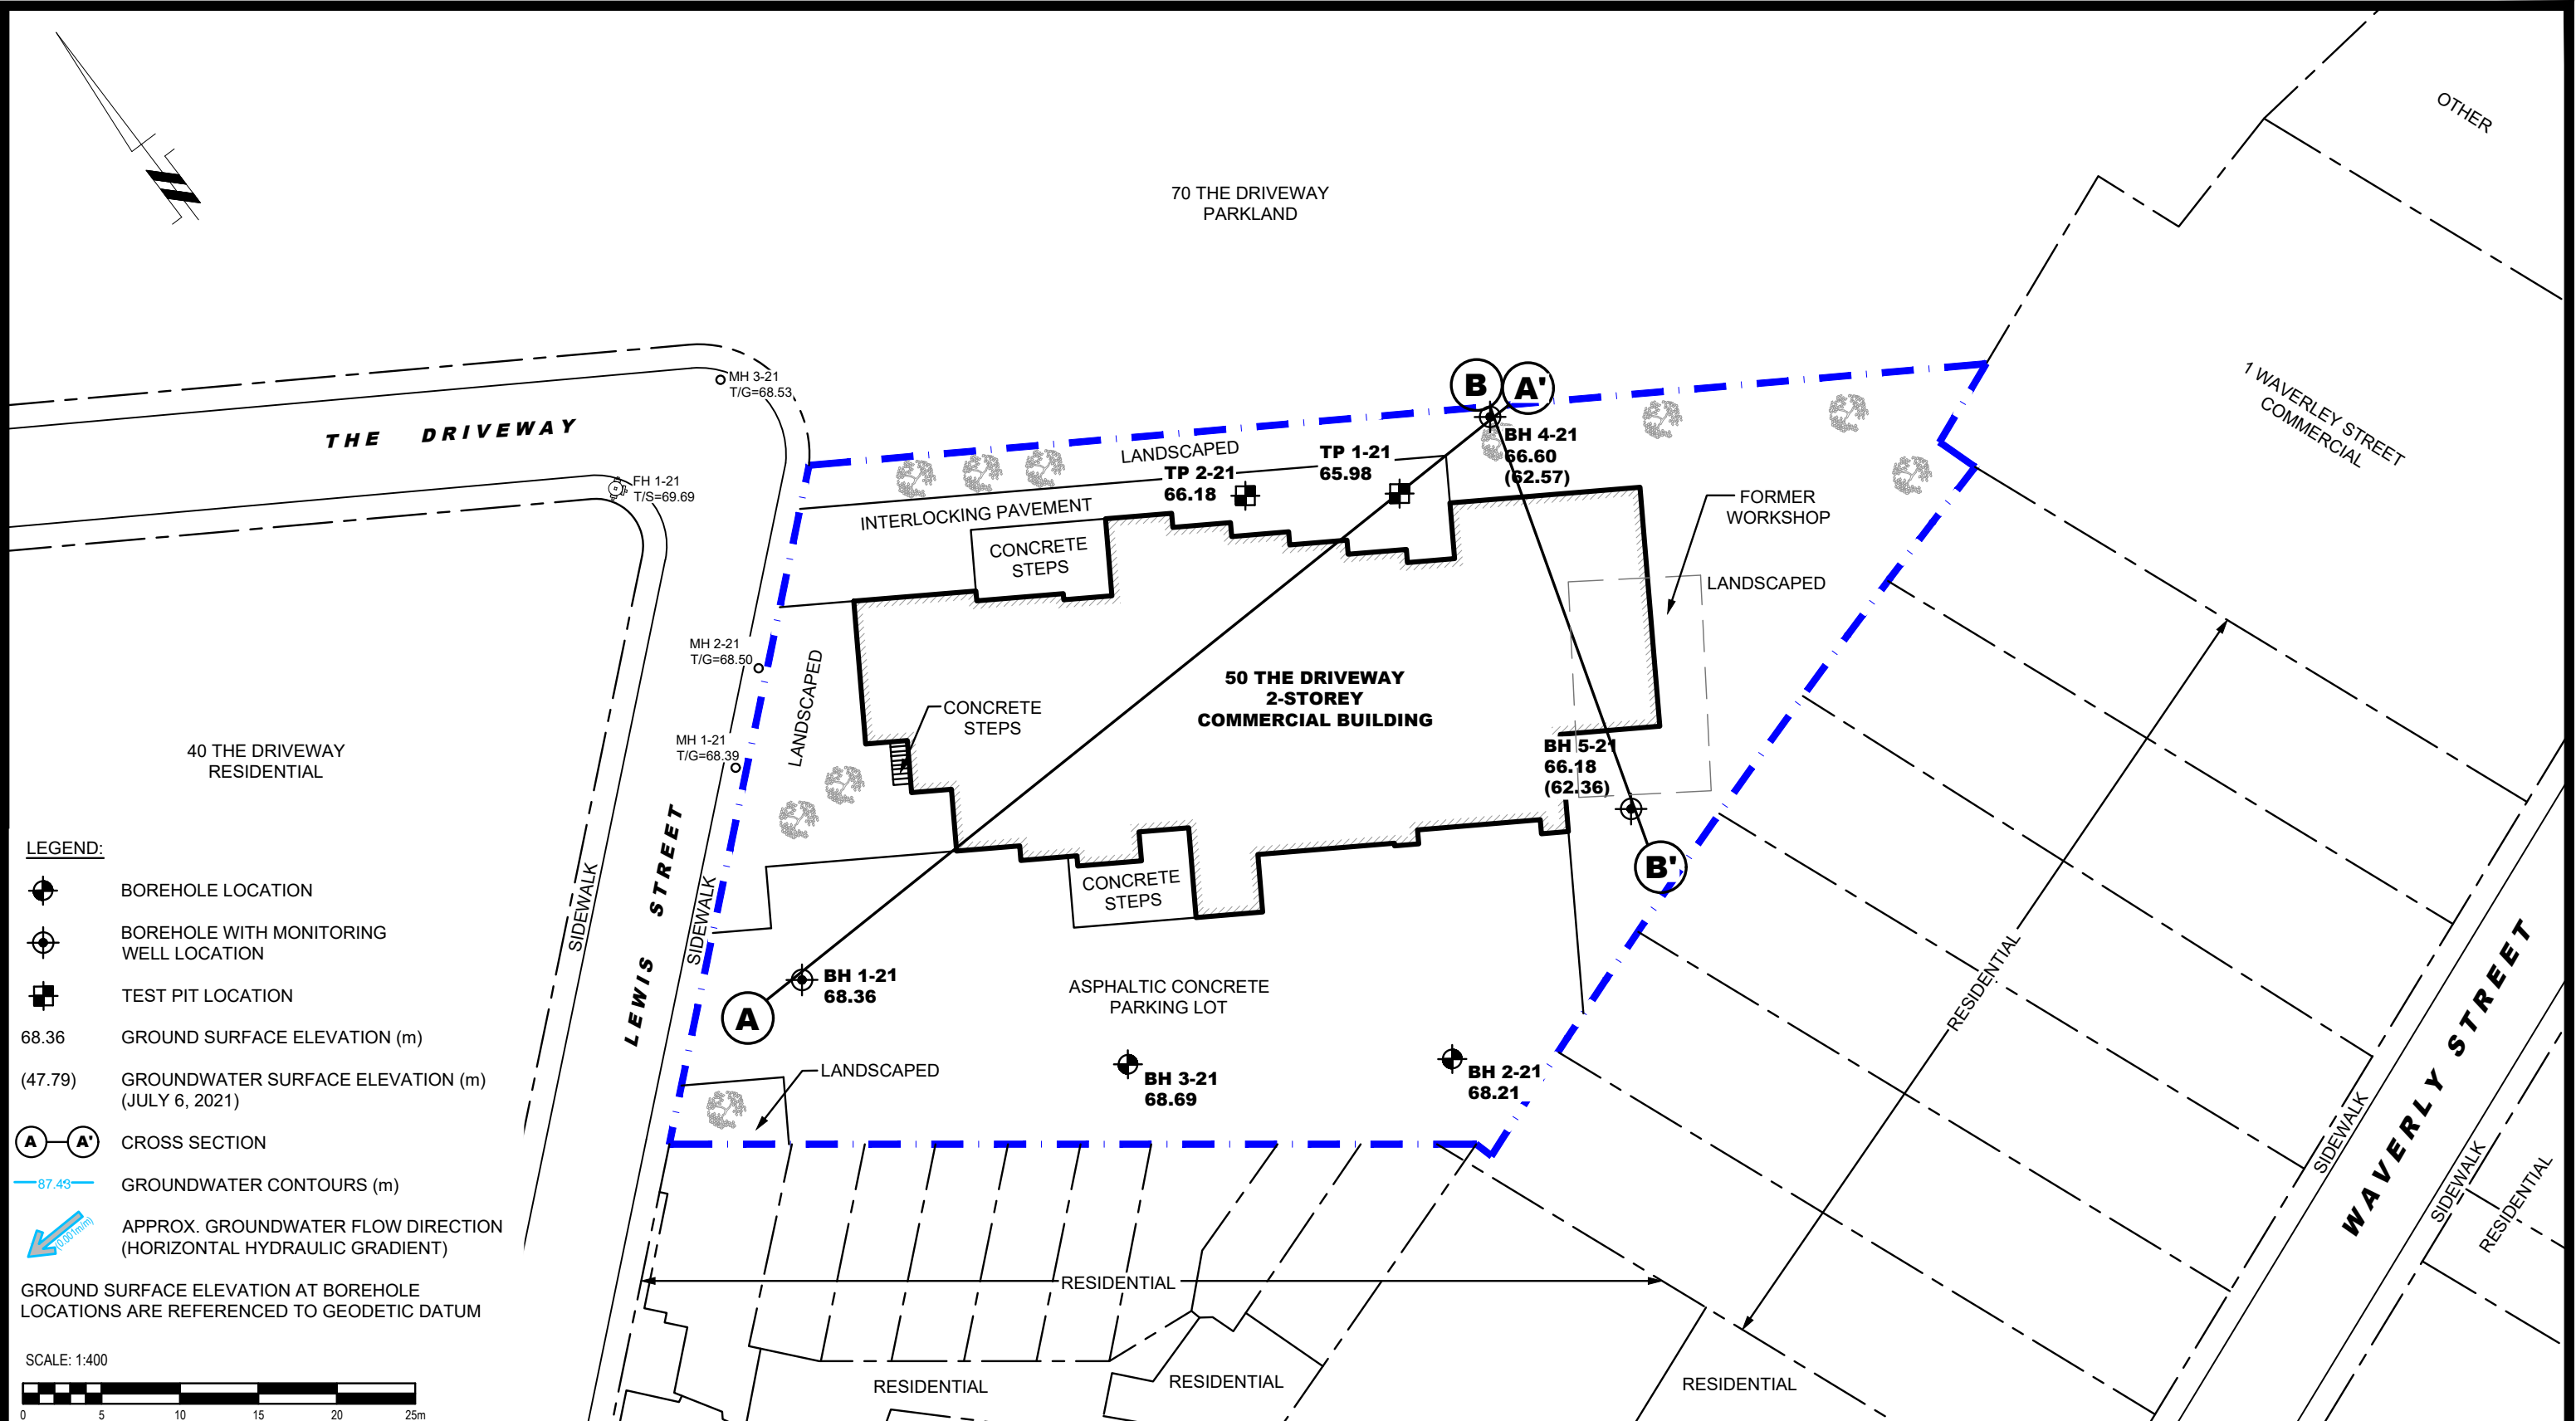 OTHER
70 THE DRIVEWAY
PARKLAND
1 WAVERLEY STREET
COMMERCIAL
MH 3-21
T/G=68.53
THE DRIVEWAY
B
A'
BH 4-21
66.60
(62.57)
LANDSCAPED
TP 1-21
65.98
TP 2-21
66.18
FH 1-21
T/S=69.69
INTERLOCKING PAVEMENT
FORMER
WORKSHOP
CONCRETE
STEPS
LANDSCAPED
MH 2-21
T/G=68.50
LANDSCAPED
50 THE DRIVEWAY
2-STOREY
COMMERCIAL BUILDING
CONCRETE
STEPS
MH 1-21
T/G=68.39
40 THE DRIVEWAY
RESIDENTIAL
BH 5-21
66.18
(62.36)
B'
LEWIS STREET
SIDEWALK
SIDEWALK
CONCRETE
STEPS
BH 1-21
68.36
A
ASPHALTIC CONCRETE
PARKING LOT
RESIDENTIAL
WAVERLY STREET
LANDSCAPED
BH 3-21
68.69
BH 2-21
68.21
SIDEWALK
SIDEWALK
RESIDENTIAL
RESIDENTIAL
RESIDENTIAL
RESIDENTIAL
RESIDENTIAL
LEGEND:
BOREHOLE LOCATION
BOREHOLE WITH MONITORING
WELL LOCATION
TEST PIT LOCATION
68.36 GROUND SURFACE ELEVATION (m)
(47.79) GROUNDWATER SURFACE ELEVATION (m)
(JULY 6, 2021)
A A' CROSS SECTION
87.43 GROUNDWATER CONTOURS (m)
(0.001m/m) APPROX. GROUNDWATER FLOW DIRECTION
(HORIZONTAL HYDRAULIC GRADIENT)
GROUND SURFACE ELEVATION AT BOREHOLE
LOCATIONS ARE REFERENCED TO GEODETIC DATUM
SCALE: 1:400
0 5 10 15 20 25m